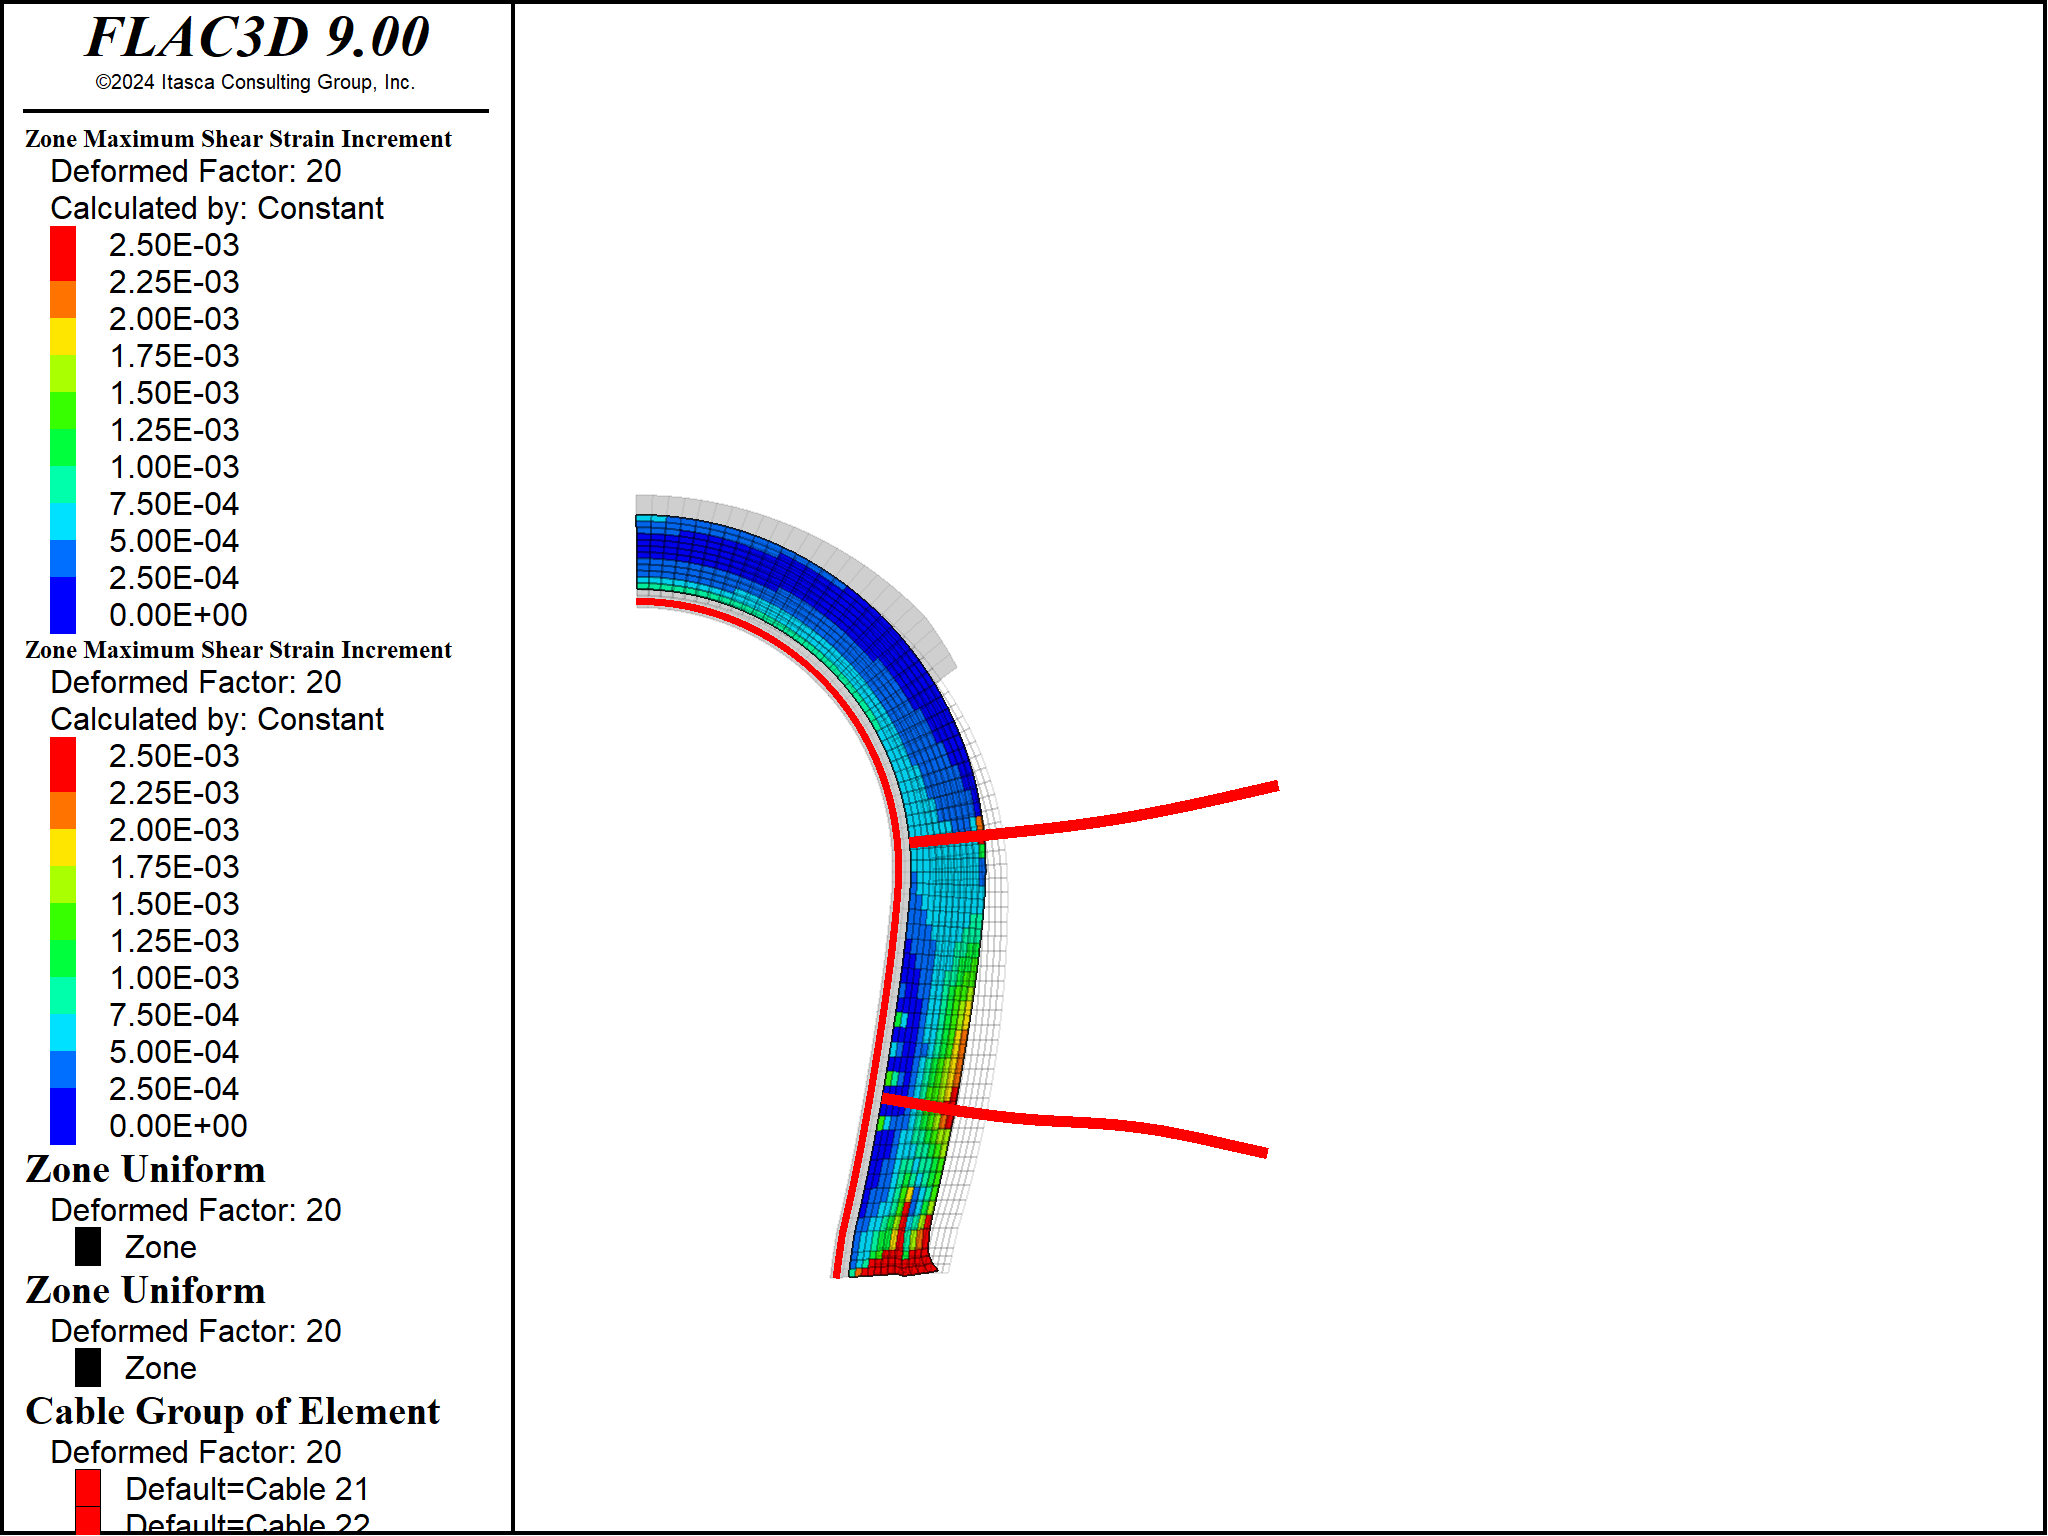 FLAC3D 9.00
©2024 Itasca Consulting Group, Inc.
Zone Maximum Shear Strain Increment
Deformed Factor: 20
Calculated by: Constant
2.50E-03
2.25E-03
2.00E-03
1.75E-03
1.50E-03
1.25E-03
1.00E-03
7.50E-04
5.00E-04
2.50E-04
0.00E+00
Zone Maximum Shear Strain Increment
Deformed Factor: 20
Calculated by: Constant
2.50E-03
2.25E-03
2.00E-03
1.75E-03
1.50E-03
1.25E-03
1.00E-03
7.50E-04
5.00E-04
2.50E-04
0.00E+00
Zone Uniform
Deformed Factor: 20
Zone
Zone Uniform
Deformed Factor: 20
Zone
Cable Group of Element
Deformed Factor: 20
Default=Cable 21
Default=Cable 22